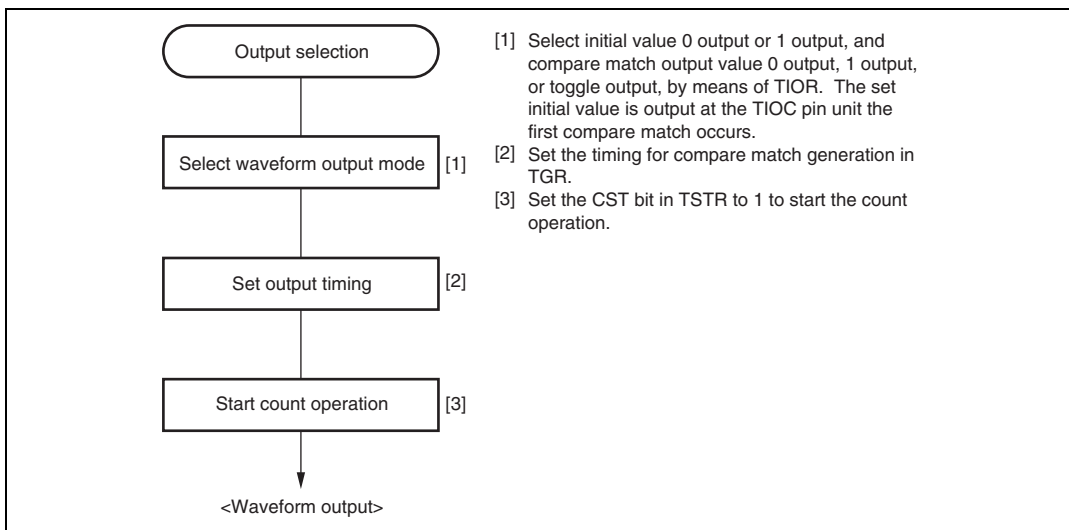 Output selection
Select waveform output mode
[1]
Set output timing
[2]
Start count operation
[3]
<Waveform output>
[1] Select initial value 0 output or 1 output, and
compare match output value 0 output, 1 output,
or toggle output, by means of TIOR. The set
initial value is output at the TIOC pin unit the
first compare match occurs.
[2] Set the timing for compare match generation in
TGR.
[3] Set the CST bit in TSTR to 1 to start the count
operation.